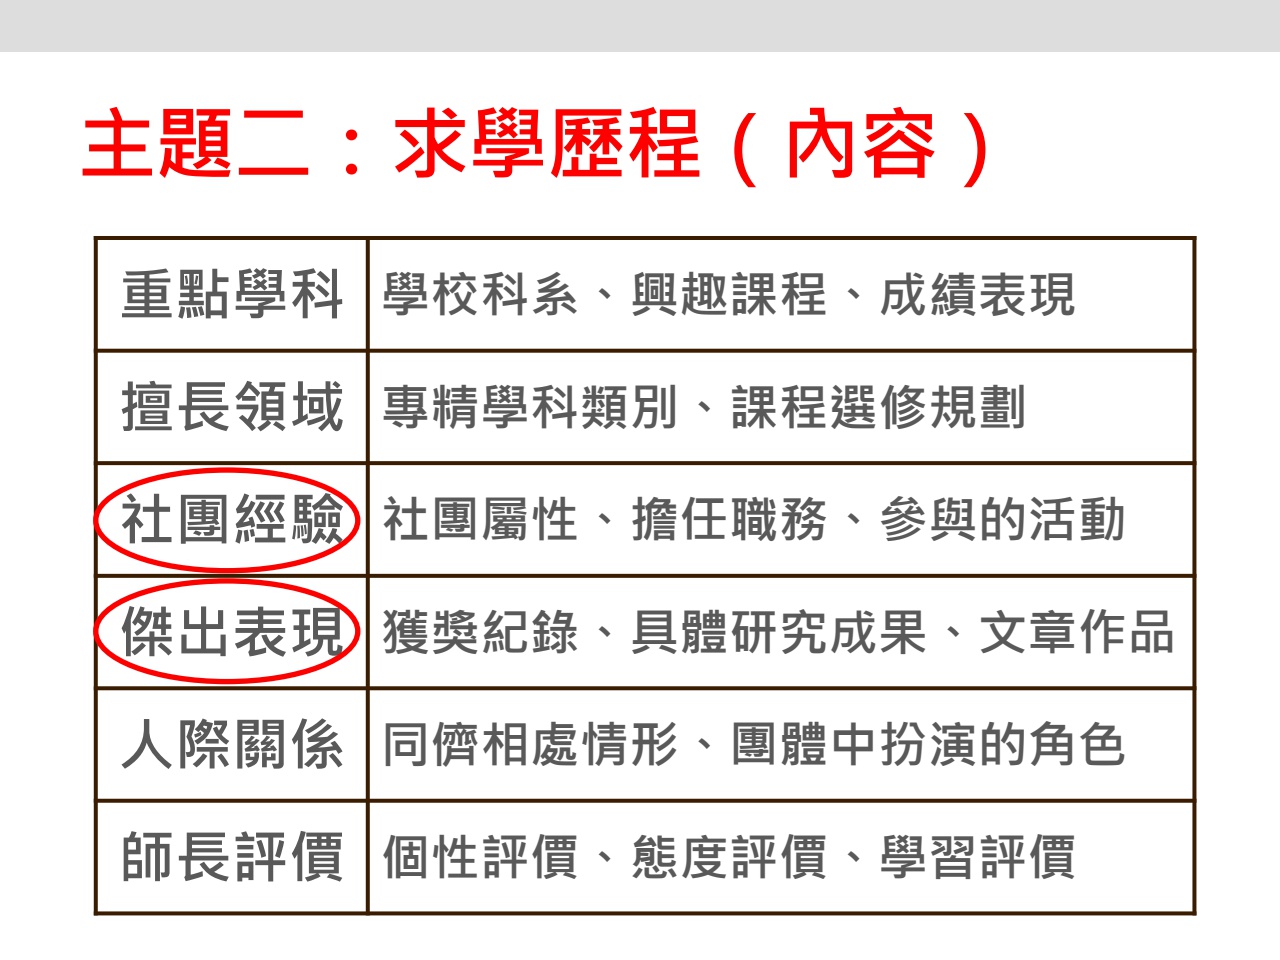 主題二：求學歷程（內容）
重點學科 學校科系、興趣課程、成績表現
擅長領域 專精學科類別、課程選修規劃
社團經驗 社團屬性、擔任職務、參與的活動
傑出表現 獲獎紀錄、具體研究成果、文章作品
人際關係 同儕相處情形、團體中扮演的角色
師長評價 個性評價、態度評價、學習評價